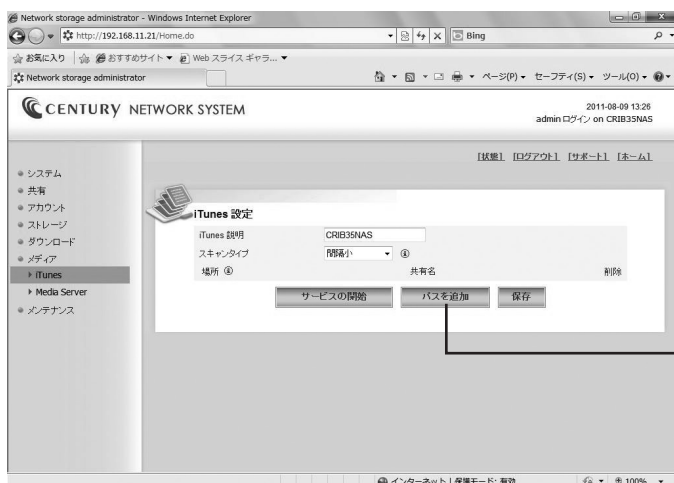 Network storage administrator - Windows Internet Explorer
http://192.168.11.21/Home.do
Bing
お気に入り おすすめサイト ▼ Web スライス ギャラ... ▼
Network storage administrator
ページ(P) ▼ セーフティ(S) ▼ ツール(O) ▼
CENTURY NETWORK SYSTEM
2011-08-09 13:26
admin ログイン on CRIB35NAS
[状態] [ログアウト] [サポート] [ホーム]
システム
共有
アカウント
ストレージ
ダウンロード
メディア
iTunes
Media Server
メンテナンス
iTunes 設定
iTunes 説明 CRIB35NAS
スキャンタイプ 間隔小
場所 共有名 削除
サービスの開始 パスを追加 保存
インターネット | 保護モード: 有効 100%